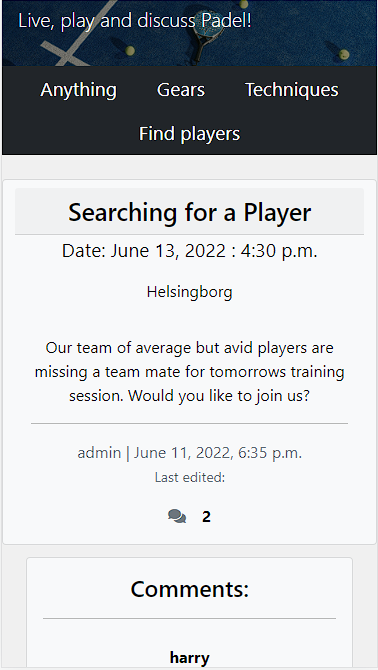 Live, play and discuss Padel!
Anything Gears Techniques
Find players
Searching for a Player
Date: June 13, 2022 : 4:30 p.m.
Helsingborg
Our team of average but avid players are
missing a team mate for tomorrows training
session. Would you like to join us?
admin | June 11, 2022, 6:35 p.m.
Last edited:
2
Comments:
harry